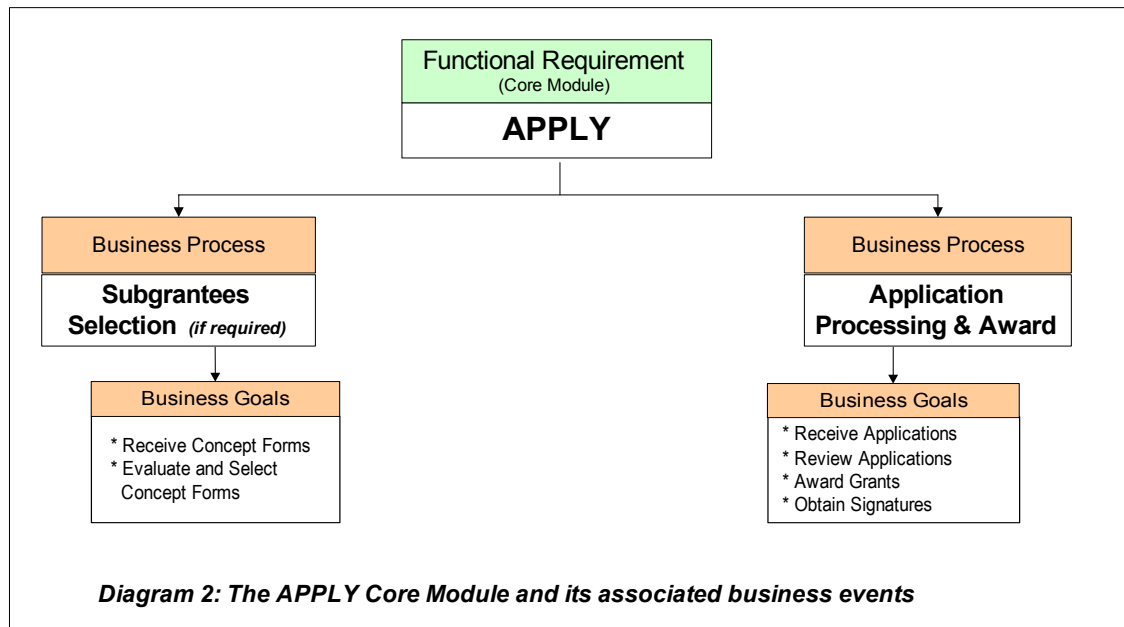 Functional Requirement
(Core Module)
APPLY
Business Process
Subgrantees
Selection (if required)
Business Goals
* Receive Concept Forms
* Evaluate and Select
Concept Forms
Business Process
Application
Processing & Award
Business Goals
* Receive Applications
* Review Applications
* Award Grants
* Obtain Signatures
Diagram 2: The APPLY Core Module and its associated business events